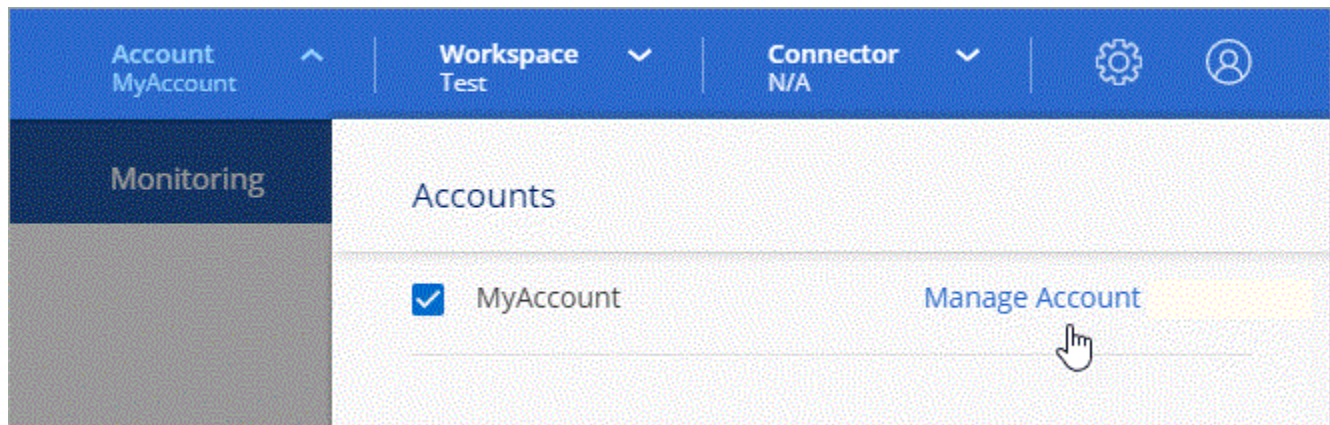 Account
MyAccount
Workspace
Test
Connector
N/A
Monitoring
Accounts
MyAccount
Manage Account